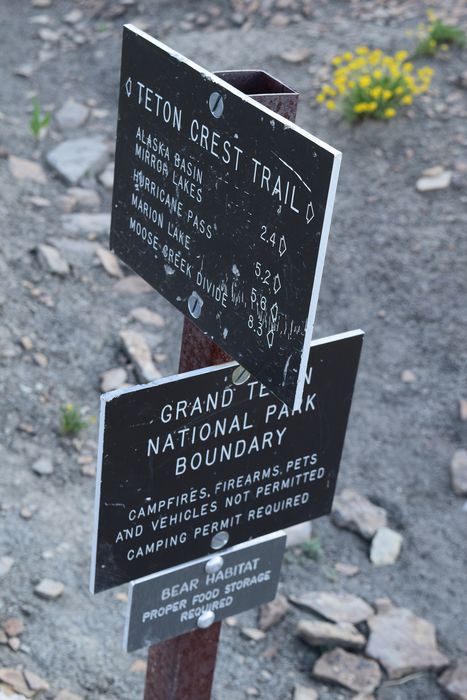 TETON CREST TRAIL
ALASKA BASIN
MIRROR LAKES 2.4
HURRICANE PASS 5.2
MARION LAKE
MOOSE CREEK DIVIDE 8.3
GRAND TETON
NATIONAL PARK
BOUNDARY
CAMPFIRES, FIREARMS, PETS
AND VEHICLES NOT PERMITTED
CAMPING PERMIT REQUIRED
BEAR HABITAT
PROPER FOOD STORAGE
REQUIRED